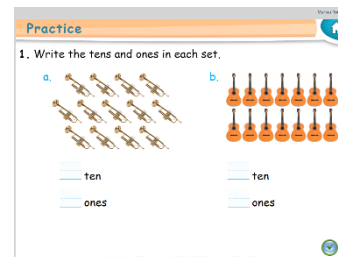 Practice
1. Write the tens and ones in each set.
a.
b.
ten
ten
ones
ones